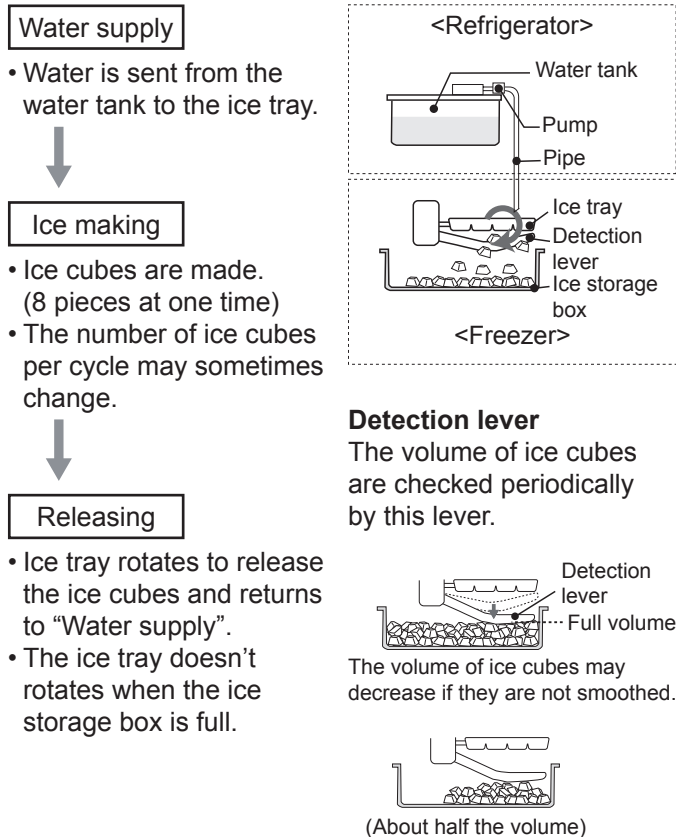 Water supply
• Water is sent from the
water tank to the ice tray.
Ice making
• Ice cubes are made.
(8 pieces at one time)
• The number of ice cubes
per cycle may sometimes
change.
Releasing
• Ice tray rotates to release
the ice cubes and returns
to “Water supply”.
• The ice tray doesn’t
rotates when the ice
storage box is full.
<Refrigerator>
Water tank
Pump
Pipe
Ice tray
Detection
lever
Ice storage
box
<Freezer>
Detection lever
The volume of ice cubes
are checked periodically
by this lever.
Detection
lever
Full volume
The volume of ice cubes may
decrease if they are not smoothed.
(About half the volume)